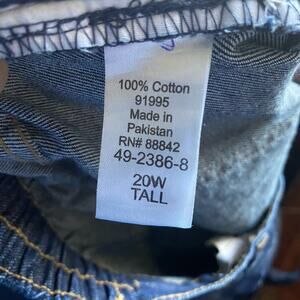 100% Cotton
91995
Made in
Pakistan
RN# 88842
49-2386-8
20W
TALL